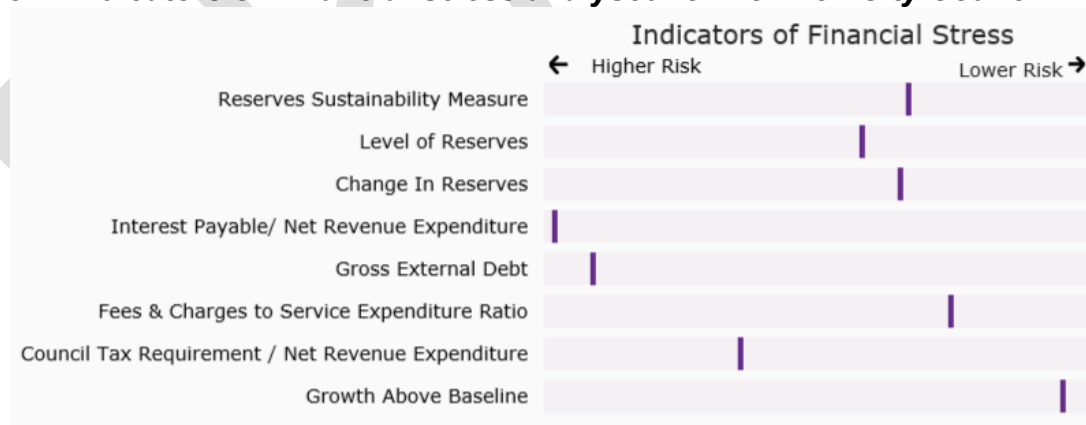 Indicators of Financial Stress
← Higher Risk
Lower Risk →
Reserves Sustainability Measure
Level of Reserves
Change In Reserves
Interest Payable/ Net Revenue Expenditure
Gross External Debt
Fees & Charges to Service Expenditure Ratio
Council Tax Requirement / Net Revenue Expenditure
Growth Above Baseline